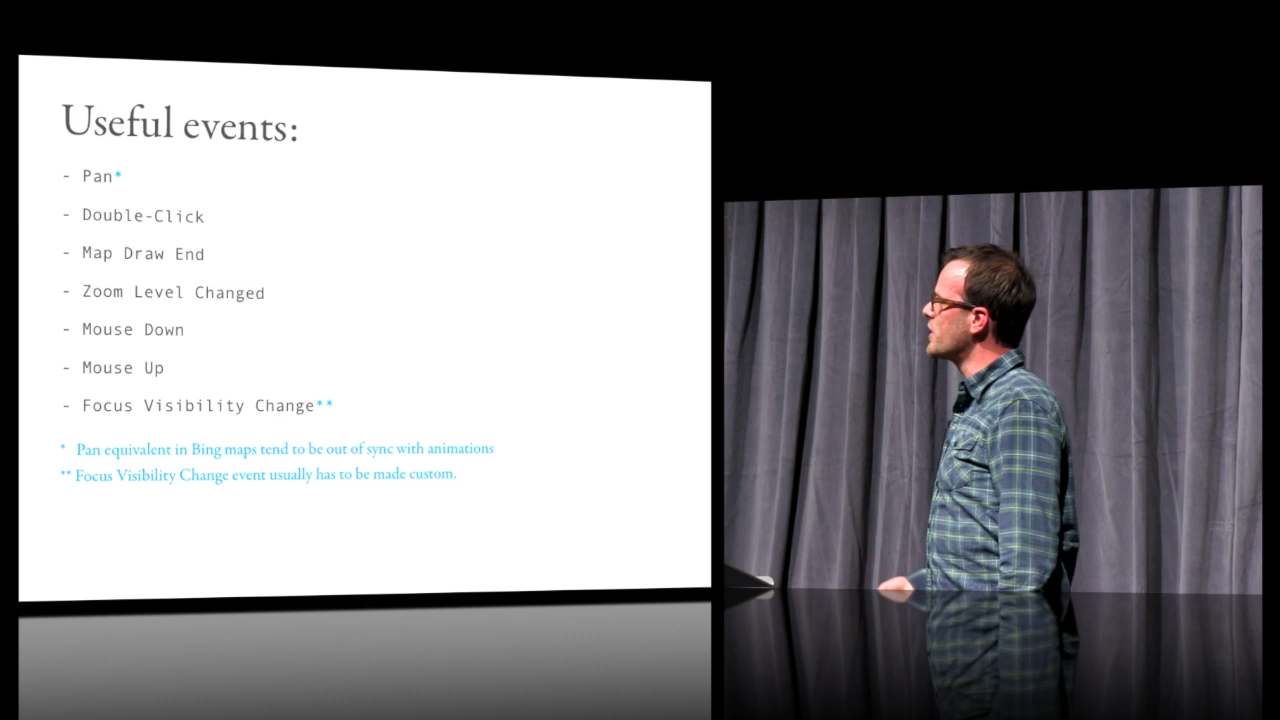 Useful events:
- Pan*
- Double-Click
- Map Draw End
- Zoom Level Changed
- Mouse Down
- Mouse Up
- Focus Visibility Change**
* Pan equivalent in Bing maps tend to be out of sync with animations
** Focus Visibility Change event usually has to be made custom.